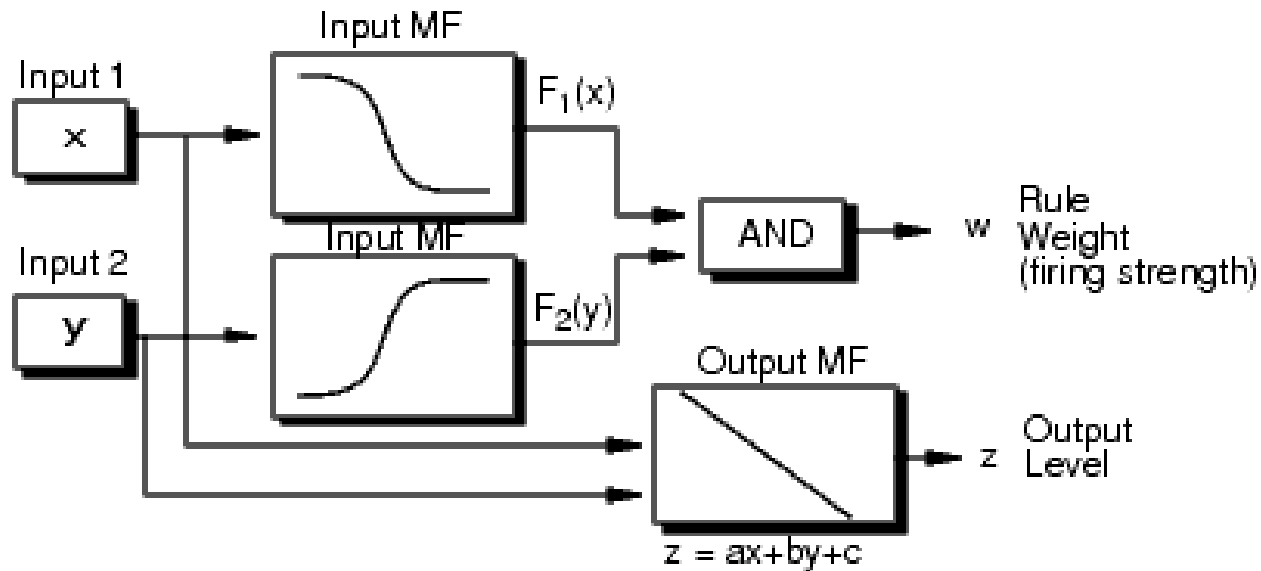 Input MF
Input 1
x
F1(x)
Input MF
Input 2
y
F2(y)
AND
w
Rule
Weight
(firing strength)
Output MF
z
Output
Level
z = ax+by+c